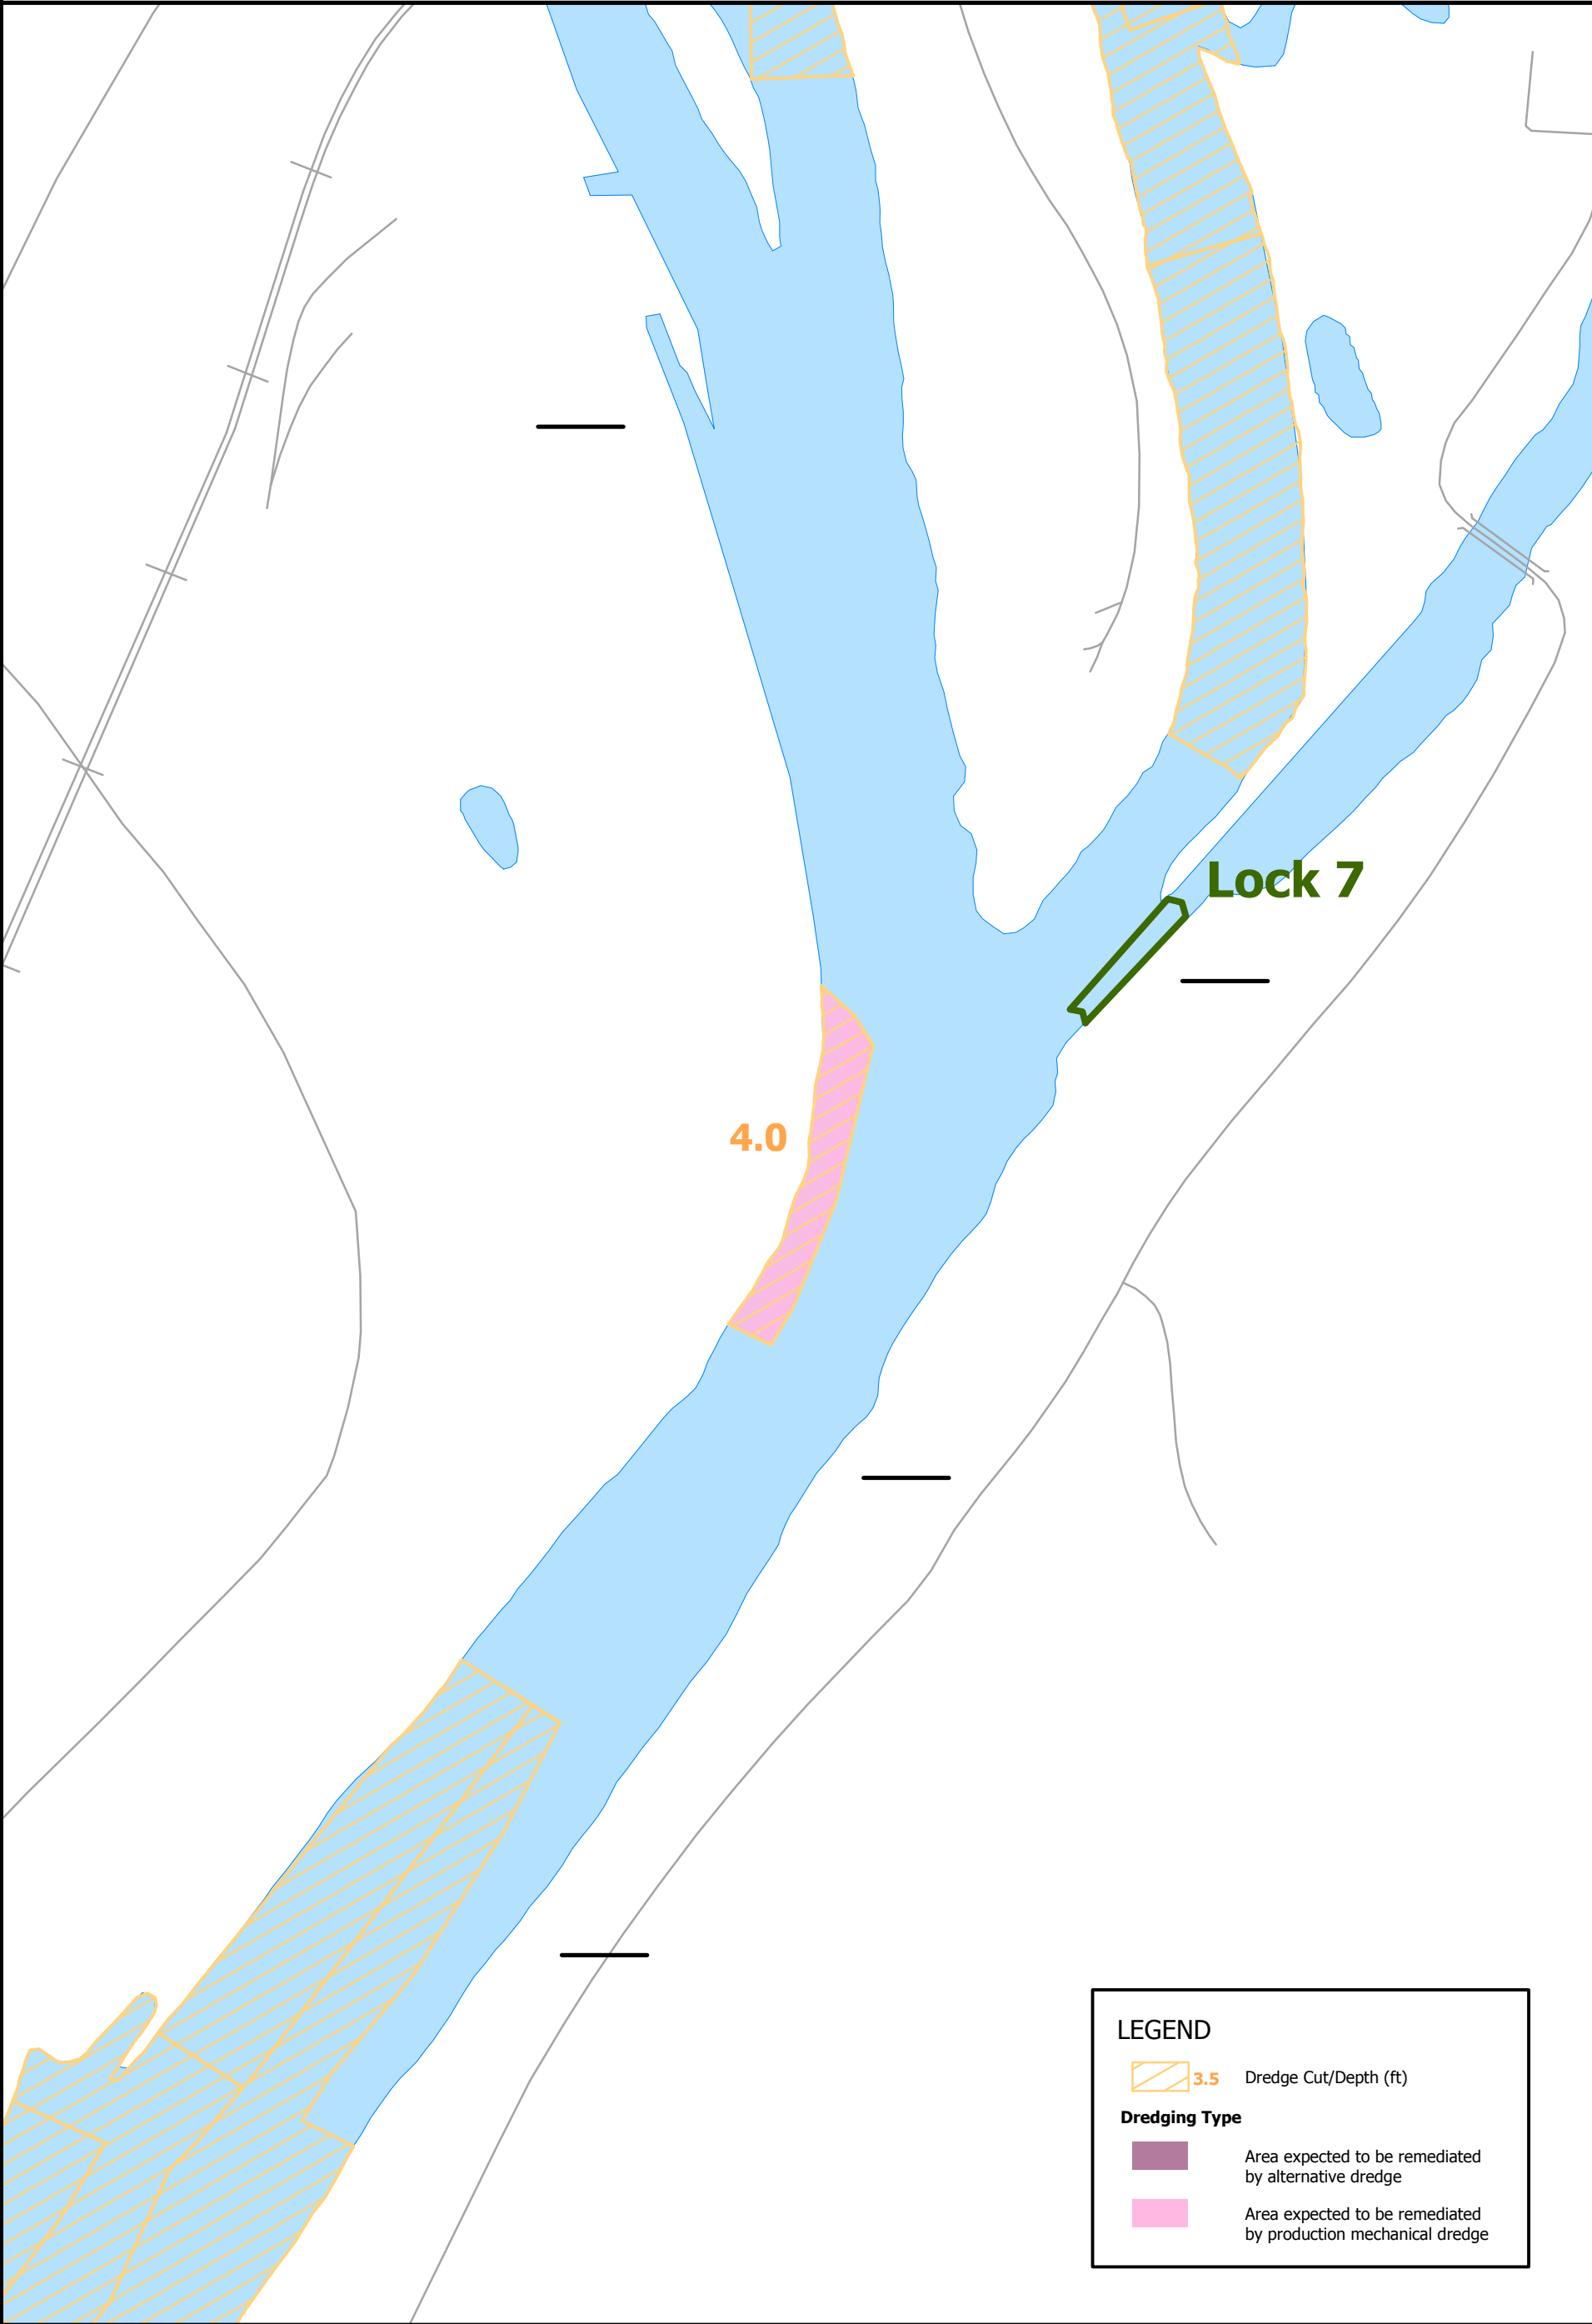 Lock 7
4.0
LEGEND
3.5 Dredge Cut/Depth (ft)
Dredging Type
Area expected to be remediated
by alternative dredge
Area expected to be remediated
by production mechanical dredge